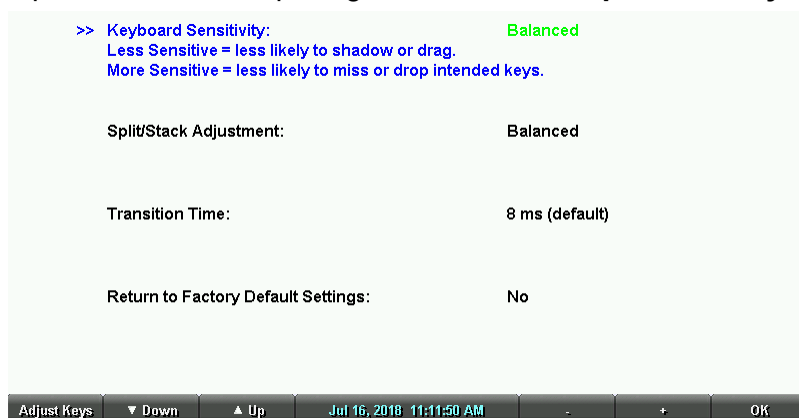 >> Keyboard Sensitivity: Balanced
Less Sensitive = less likely to shadow or drag.
More Sensitive = less likely to miss or drop intended keys.
Split/Stack Adjustment: Balanced
Transition Time: 8 ms (default)
Return to Factory Default Settings: No
Adjust Keys ▼ Down ▲ Up Jul 16, 2018 11:11:50 AM - + OK